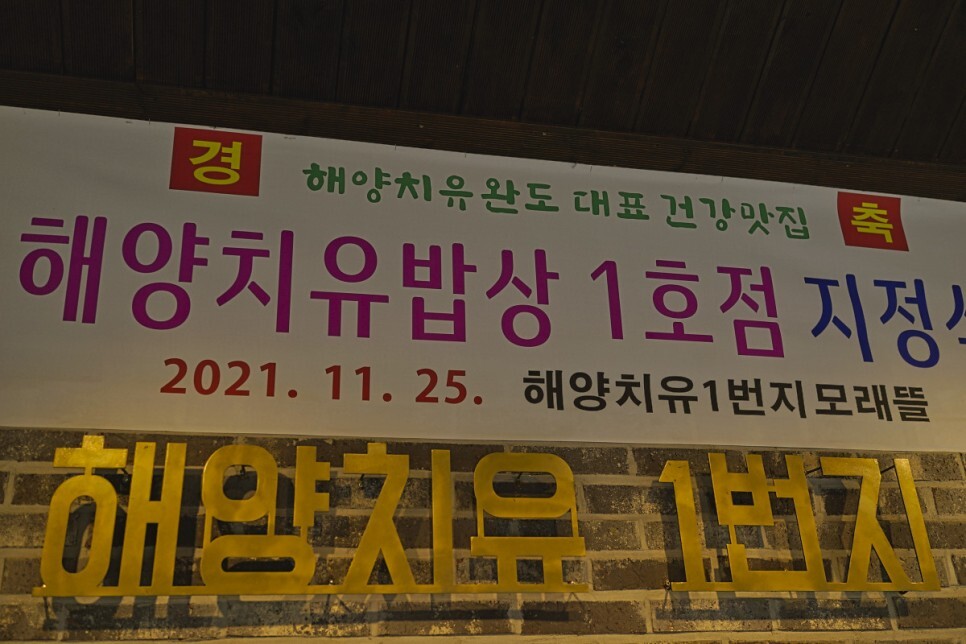 경 해양치유완도 대표 건강맛집 축
해양치유밥상 1호점 지정
2021. 11. 25. 해양치유1번지모래뜰
해양치유 1번지